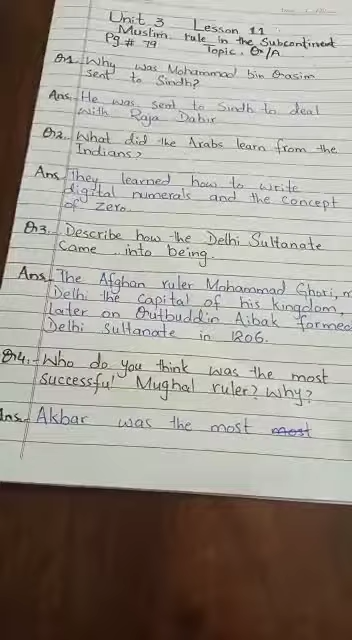 Unit 3 Lesson 11
Muslim rule in the Subcontinent
Pg # 79 Topic. Q/A
Q1. Why was Mohammad bin Qasim
sent to Sindh?
Ans. He was sent to Sindh to deal
with Raja Dahir
Q2. What did the Arabs learn from the
Indians?
Ans They learned how to write
digital numerals and the concept
of zero.
Q3. Describe how the Delhi Sultanate
came into being.
Ans The Afghan ruler Mohammad Ghori,
Delhi the capital of his kingdom,
Later on Qutbuddin Aibak formed
Delhi Sultanate in 1206.
Q4. Who do you think was the most
successful Mughal ruler? Why?
Ans. Akbar was the most most